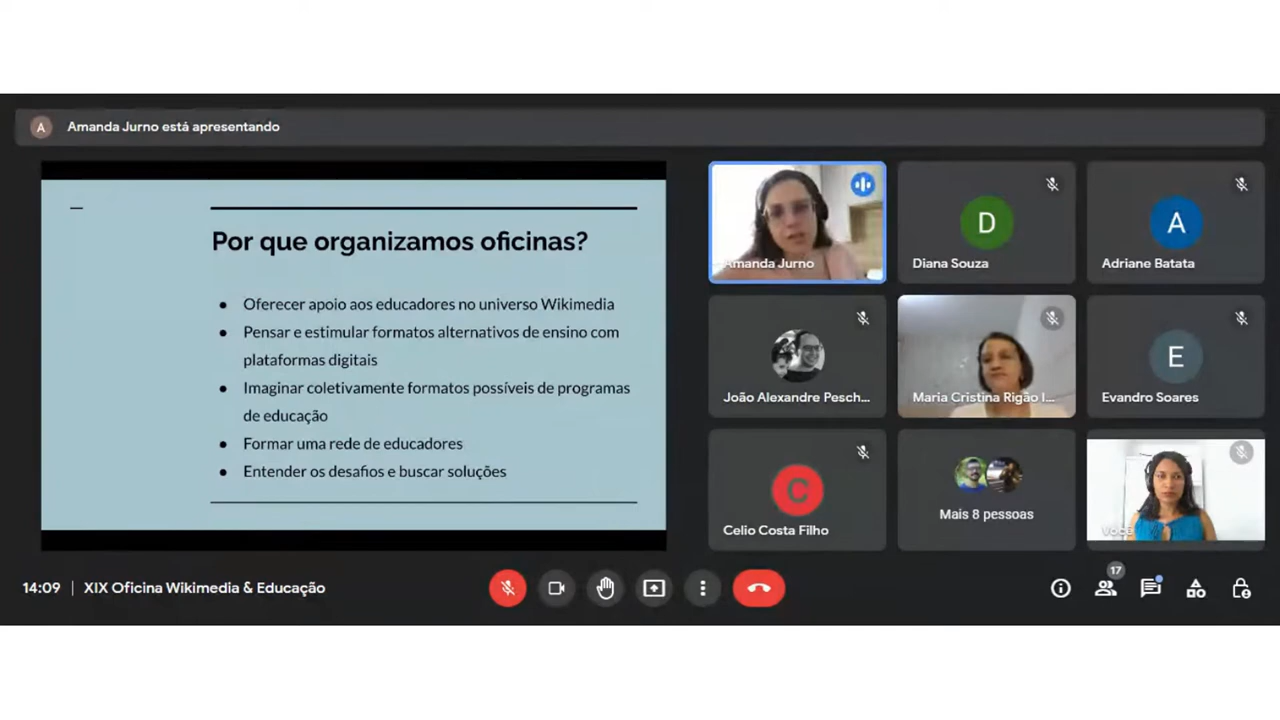 A
Amanda Jurno está apresentando
Por que organizamos oficinas?
● Oferecer apoio aos educadores no universo Wikimedia
● Pensar e estimular formatos alternativos de ensino com
plataformas digitais
● Imaginar coletivamente formatos possíveis de programas
de educação
● Formar uma rede de educadores
● Entender os desafios e buscar soluções
Amanda Jurno
D
Diana Souza
A
Adriane Batata
João Alexandre Pesch...
Maria Cristina Rigão I...
E
Evandro Soares
C
Celio Costa Filho
Mais 8 pessoas
Você
14:09 | XIX Oficina Wikimedia & Educação
17